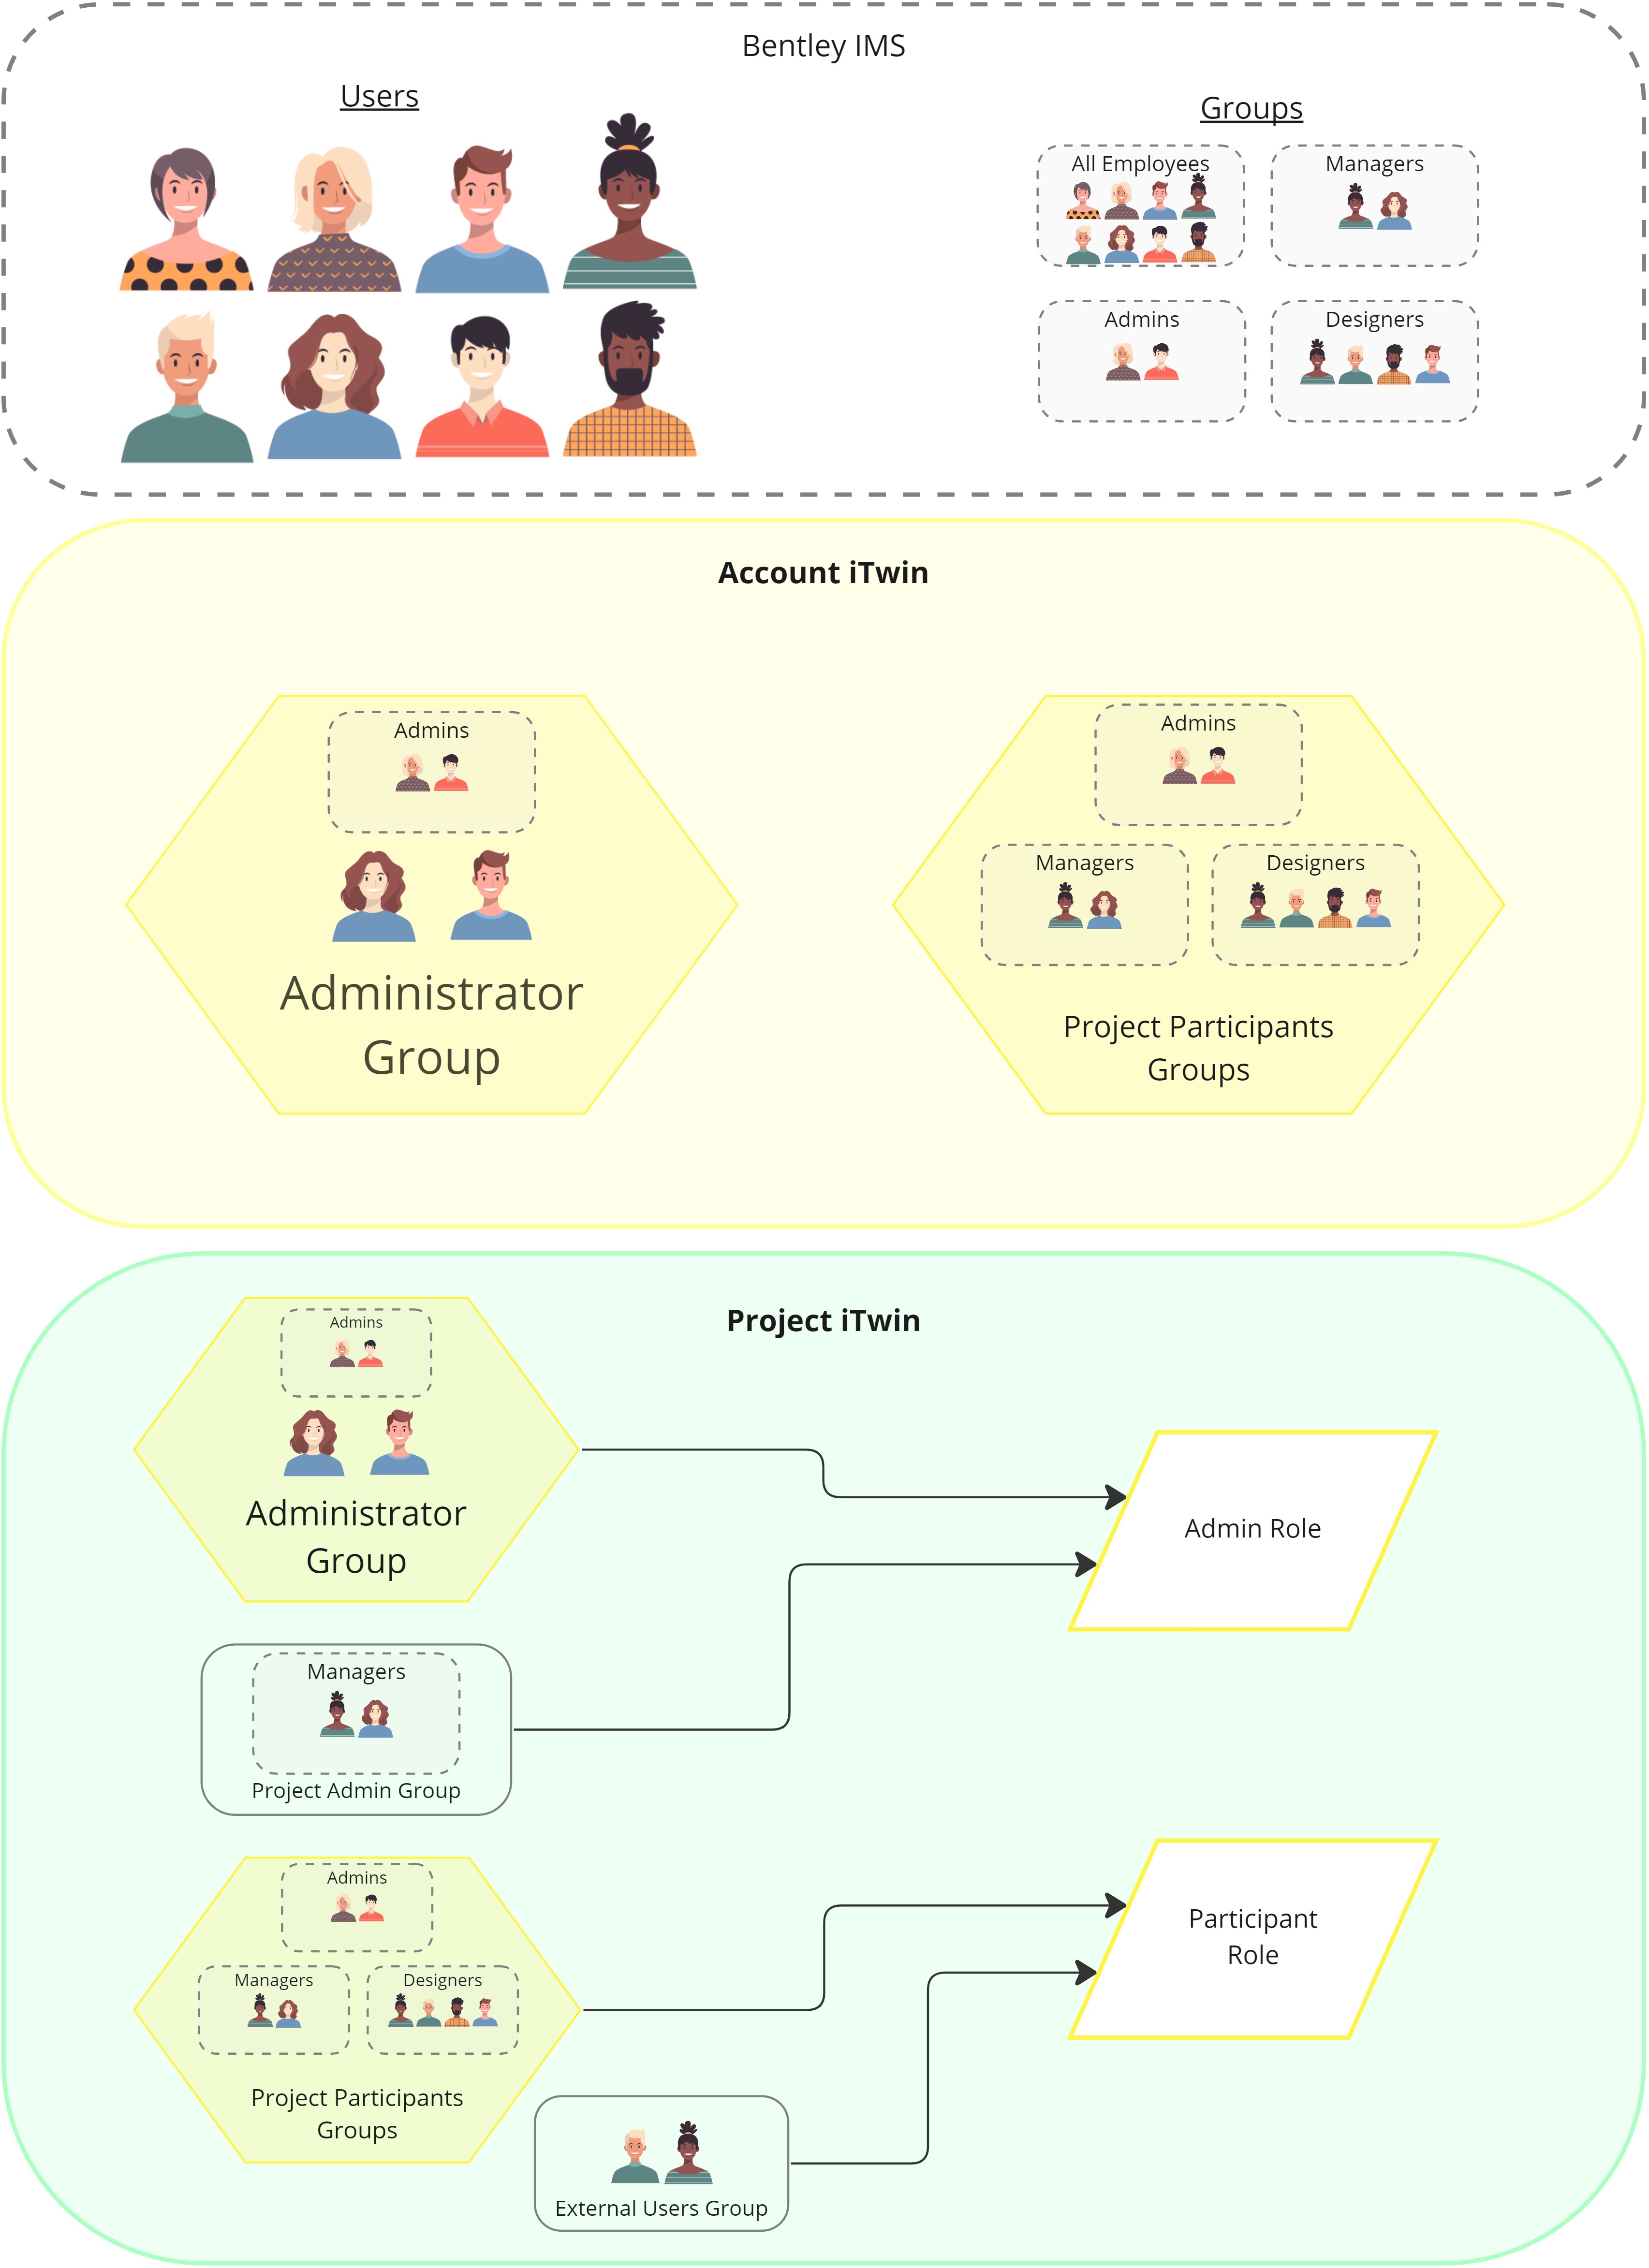 Bentley IMS
Users
Groups
All Employees
Managers
Admins
Designers
Account iTwin
Admins
Administrator
Group
Admins
Managers
Designers
Project Participants
Groups
Project iTwin
Admins
Administrator
Group
Admin Role
Managers
Project Admin Group
Admins
Managers
Designers
Project Participants
Groups
Participant
Role
External Users Group